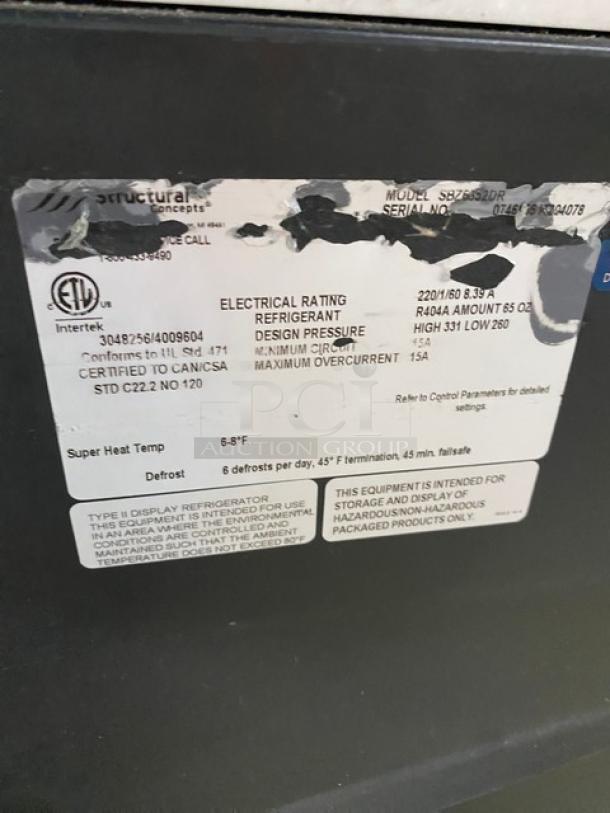 Structural
Concepts®
MODEL SBZ6352DR
SERIAL NO.
CALL
C US
Intertek
3048256/4009604
Conforms to UL Std. 471
CERTIFIED TO CAN/CSA
STD C22.2 NO 120
ELECTRICAL RATING 220/1/60 8.39 A
REFRIGERANT R404A AMOUNT 65 OZ
DESIGN PRESSURE HIGH 331 LOW 260
MINIMUM CIRCUIT 15A
MAXIMUM OVERCURRENT 15A
Refer to Control Parameters for detailed
settings.
Super Heat Temp 6-8°F
Defrost 6 defrosts per day, 45° F termination, 45 min. failsafe
PCI
AUCTION GROUP
TYPE II DISPLAY REFRIGERATOR
THIS EQUIPMENT IS INTENDED FOR USE
IN AN AREA WHERE THE ENVIRONMENTAL
CONDITIONS ARE CONTROLLED AND
MAINTAINED SUCH THAT THE AMBIENT
TEMPERATURE DOES NOT EXCEED 80°F
THIS EQUIPMENT IS INTENDED FOR
STORAGE AND DISPLAY OF
HAZARDOUS/NON-HAZARDOUS
PACKAGED PRODUCTS ONLY.